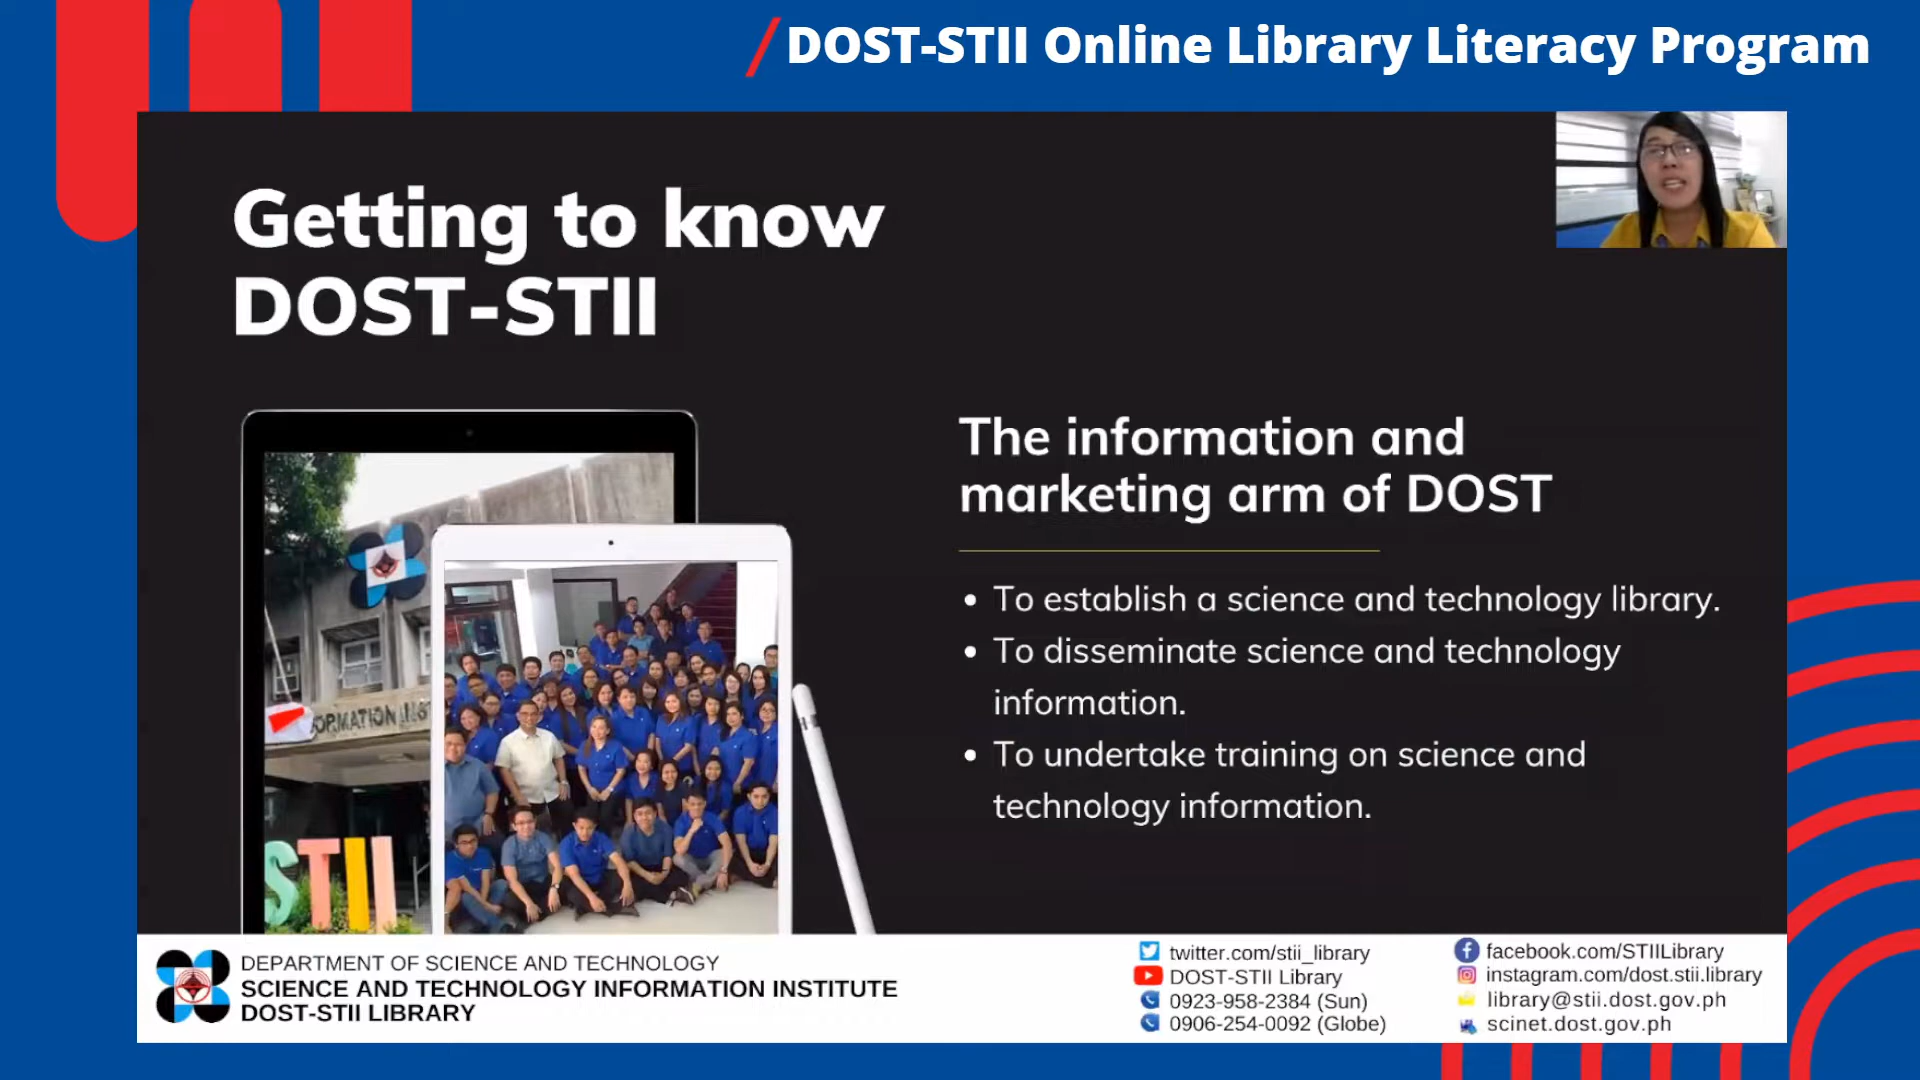 DOST-STII Online Library Literacy Program
Getting to know
DOST-STII
The information and
marketing arm of DOST
• To establish a science and technology library.
• To disseminate science and technology
information.
• To undertake training on science and
technology information.
STII
DEPARTMENT OF SCIENCE AND TECHNOLOGY
SCIENCE AND TECHNOLOGY INFORMATION INSTITUTE
DOST-STII LIBRARY
twitter.com/stii_library
DOST-STII Library
0923-958-2384 (Sun)
0906-254-0092 (Globe)
facebook.com/STIILibrary
instagram.com/dost.stii.library
library@stii.dost.gov.ph
scinet.dost.gov.ph